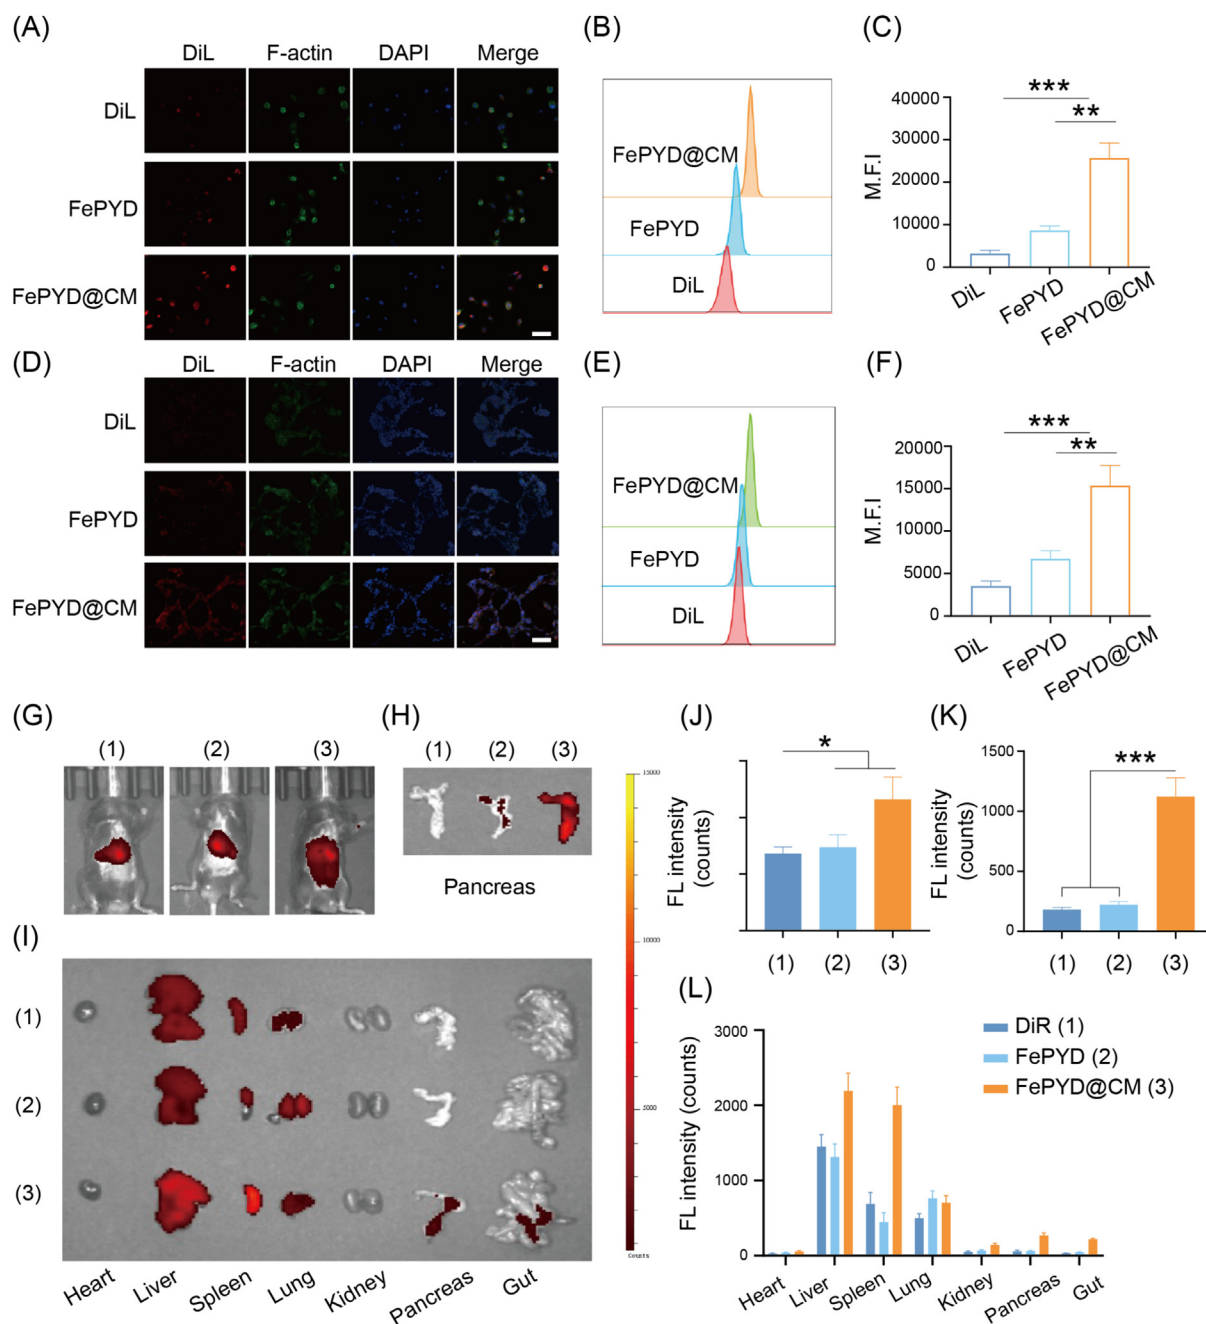 (A)
DiL F-actin DAPI Merge
DiL
FePYD
FePYD@CM
(B)
FePYD@CM
FePYD
DiL
(C)
M.F.I
40000
30000
20000
10000
0
***
**
DiL
FePYD
FePYD@CM
(D)
DiL F-actin DAPI Merge
DiL
FePYD
FePYD@CM
(E)
FePYD@CM
FePYD
DiL
(F)
M.F.I
20000
15000
10000
5000
0
***
**
DiL
FePYD
FePYD@CM
(G)
(1) (2) (3)
(H)
(1) (2) (3)
Pancreas
15000
10000
5000
Counts
(J)
FL intensity
(counts)
*
(1) (2) (3)
(K)
FL intensity
(counts)
1500
1000
500
0
***
(1) (2) (3)
(I)
(1)
(2)
(3)
Heart
Liver
Spleen
Lung
Kidney
Pancreas
Gut
(L)
FL intensity (counts)
3000
2000
1000
0
DiR (1)
FePYD (2)
FePYD@CM (3)
Heart
Liver
Spleen
Lung
Kidney
Pancreas
Gut